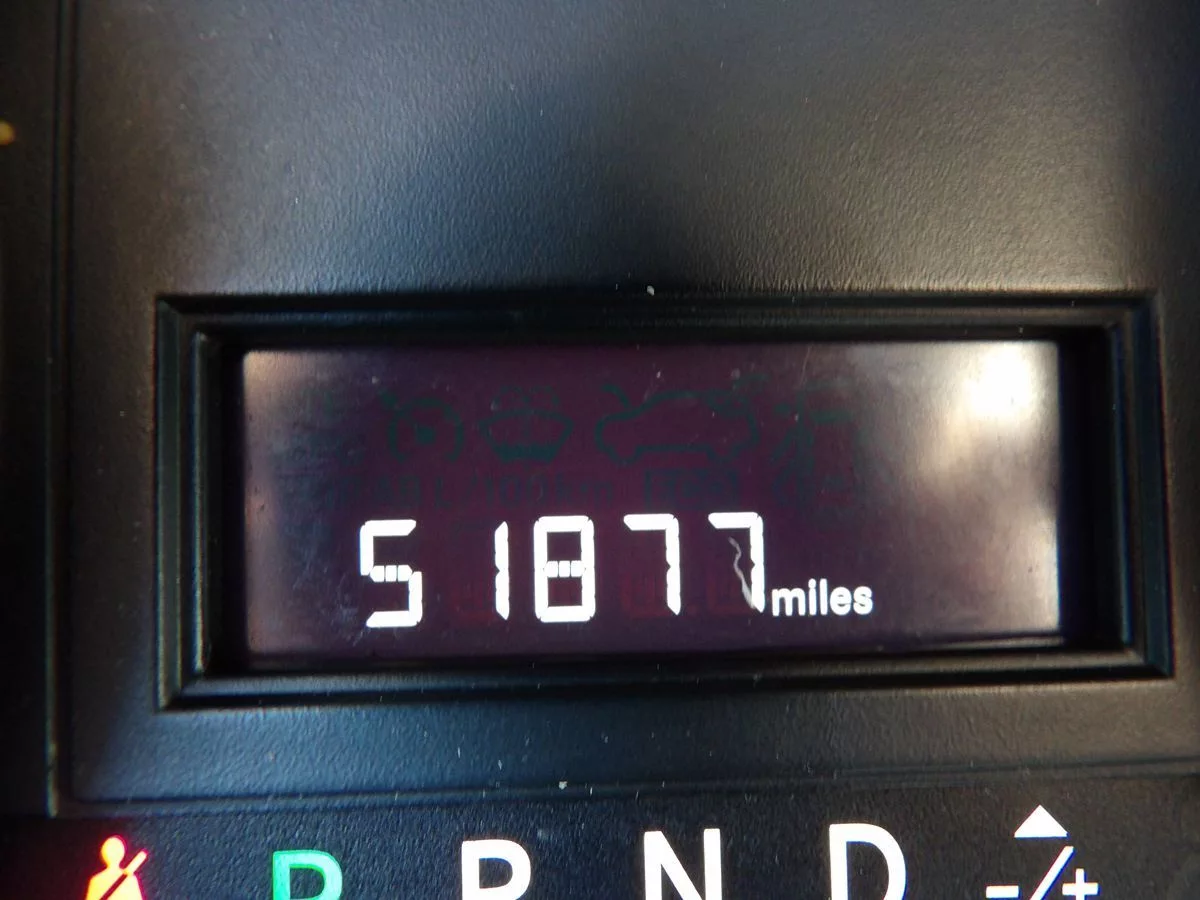 51877 miles
P R N D -/+